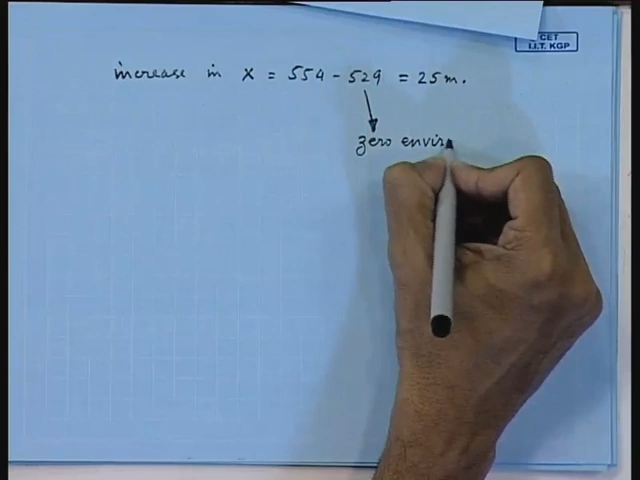 © CET
I.I.T. KGP
increase in X = 554 - 529 = 25m.
zero envir